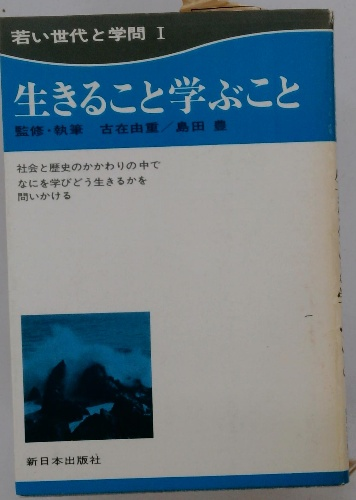 若い世代と学問 I
生きること学ぶこと
監修・執筆 古在由重／島田 豊
社会と歴史のかかわりの中で
なにを学びどう生きるかを
問いかける
新日本出版社